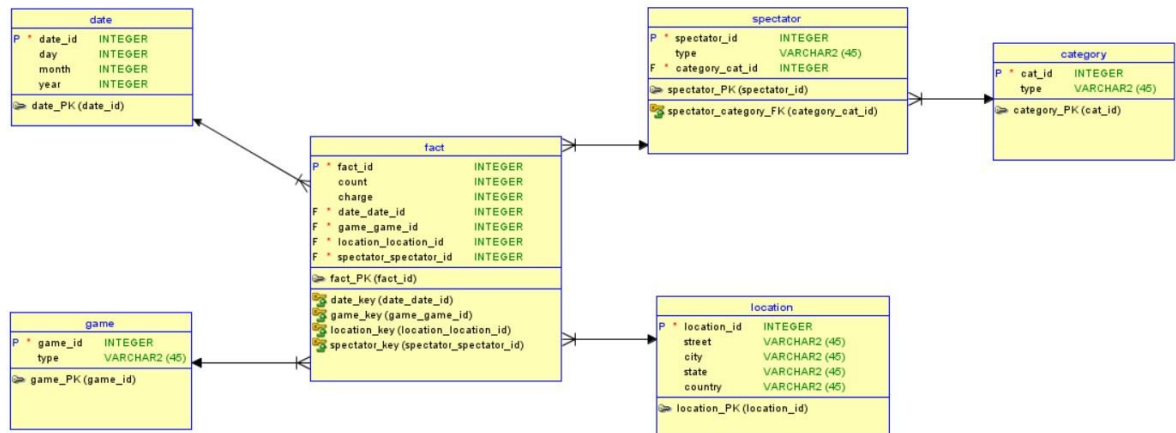 date
P * date_id INTEGER
day INTEGER
month INTEGER
year INTEGER
date_PK (date_id)
spectator
P * spectator_id INTEGER
type VARCHAR2 (45)
F * category_cat_id INTEGER
spectator_PK (spectator_id)
spectator_category_FK (category_cat_id)
category
P * cat_id INTEGER
type VARCHAR2 (45)
category_PK (cat_id)
fact
P * fact_id INTEGER
count INTEGER
charge INTEGER
F * date_date_id INTEGER
F * game_game_id INTEGER
F * location_location_id INTEGER
F * spectator_spectator_id INTEGER
fact_PK (fact_id)
date_key (date_date_id)
game_key (game_game_id)
location_key (location_location_id)
spectator_key (spectator_spectator_id)
game
P * game_id INTEGER
type VARCHAR2 (45)
game_PK (game_id)
location
P * location_id INTEGER
street VARCHAR2 (45)
city VARCHAR2 (45)
state VARCHAR2 (45)
country VARCHAR2 (45)
location_PK (location_id)